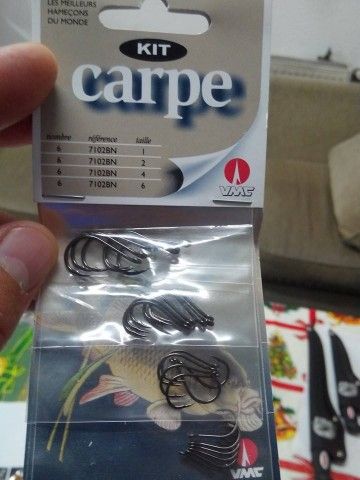 LES MEILLEURS
HAMEÇONS
DU MONDE
KIT
carpe
nombre référence taille
6 7102BN 1
6 7102BN 2
6 7102BN 4
6 7102BN 6
VMC
VMC